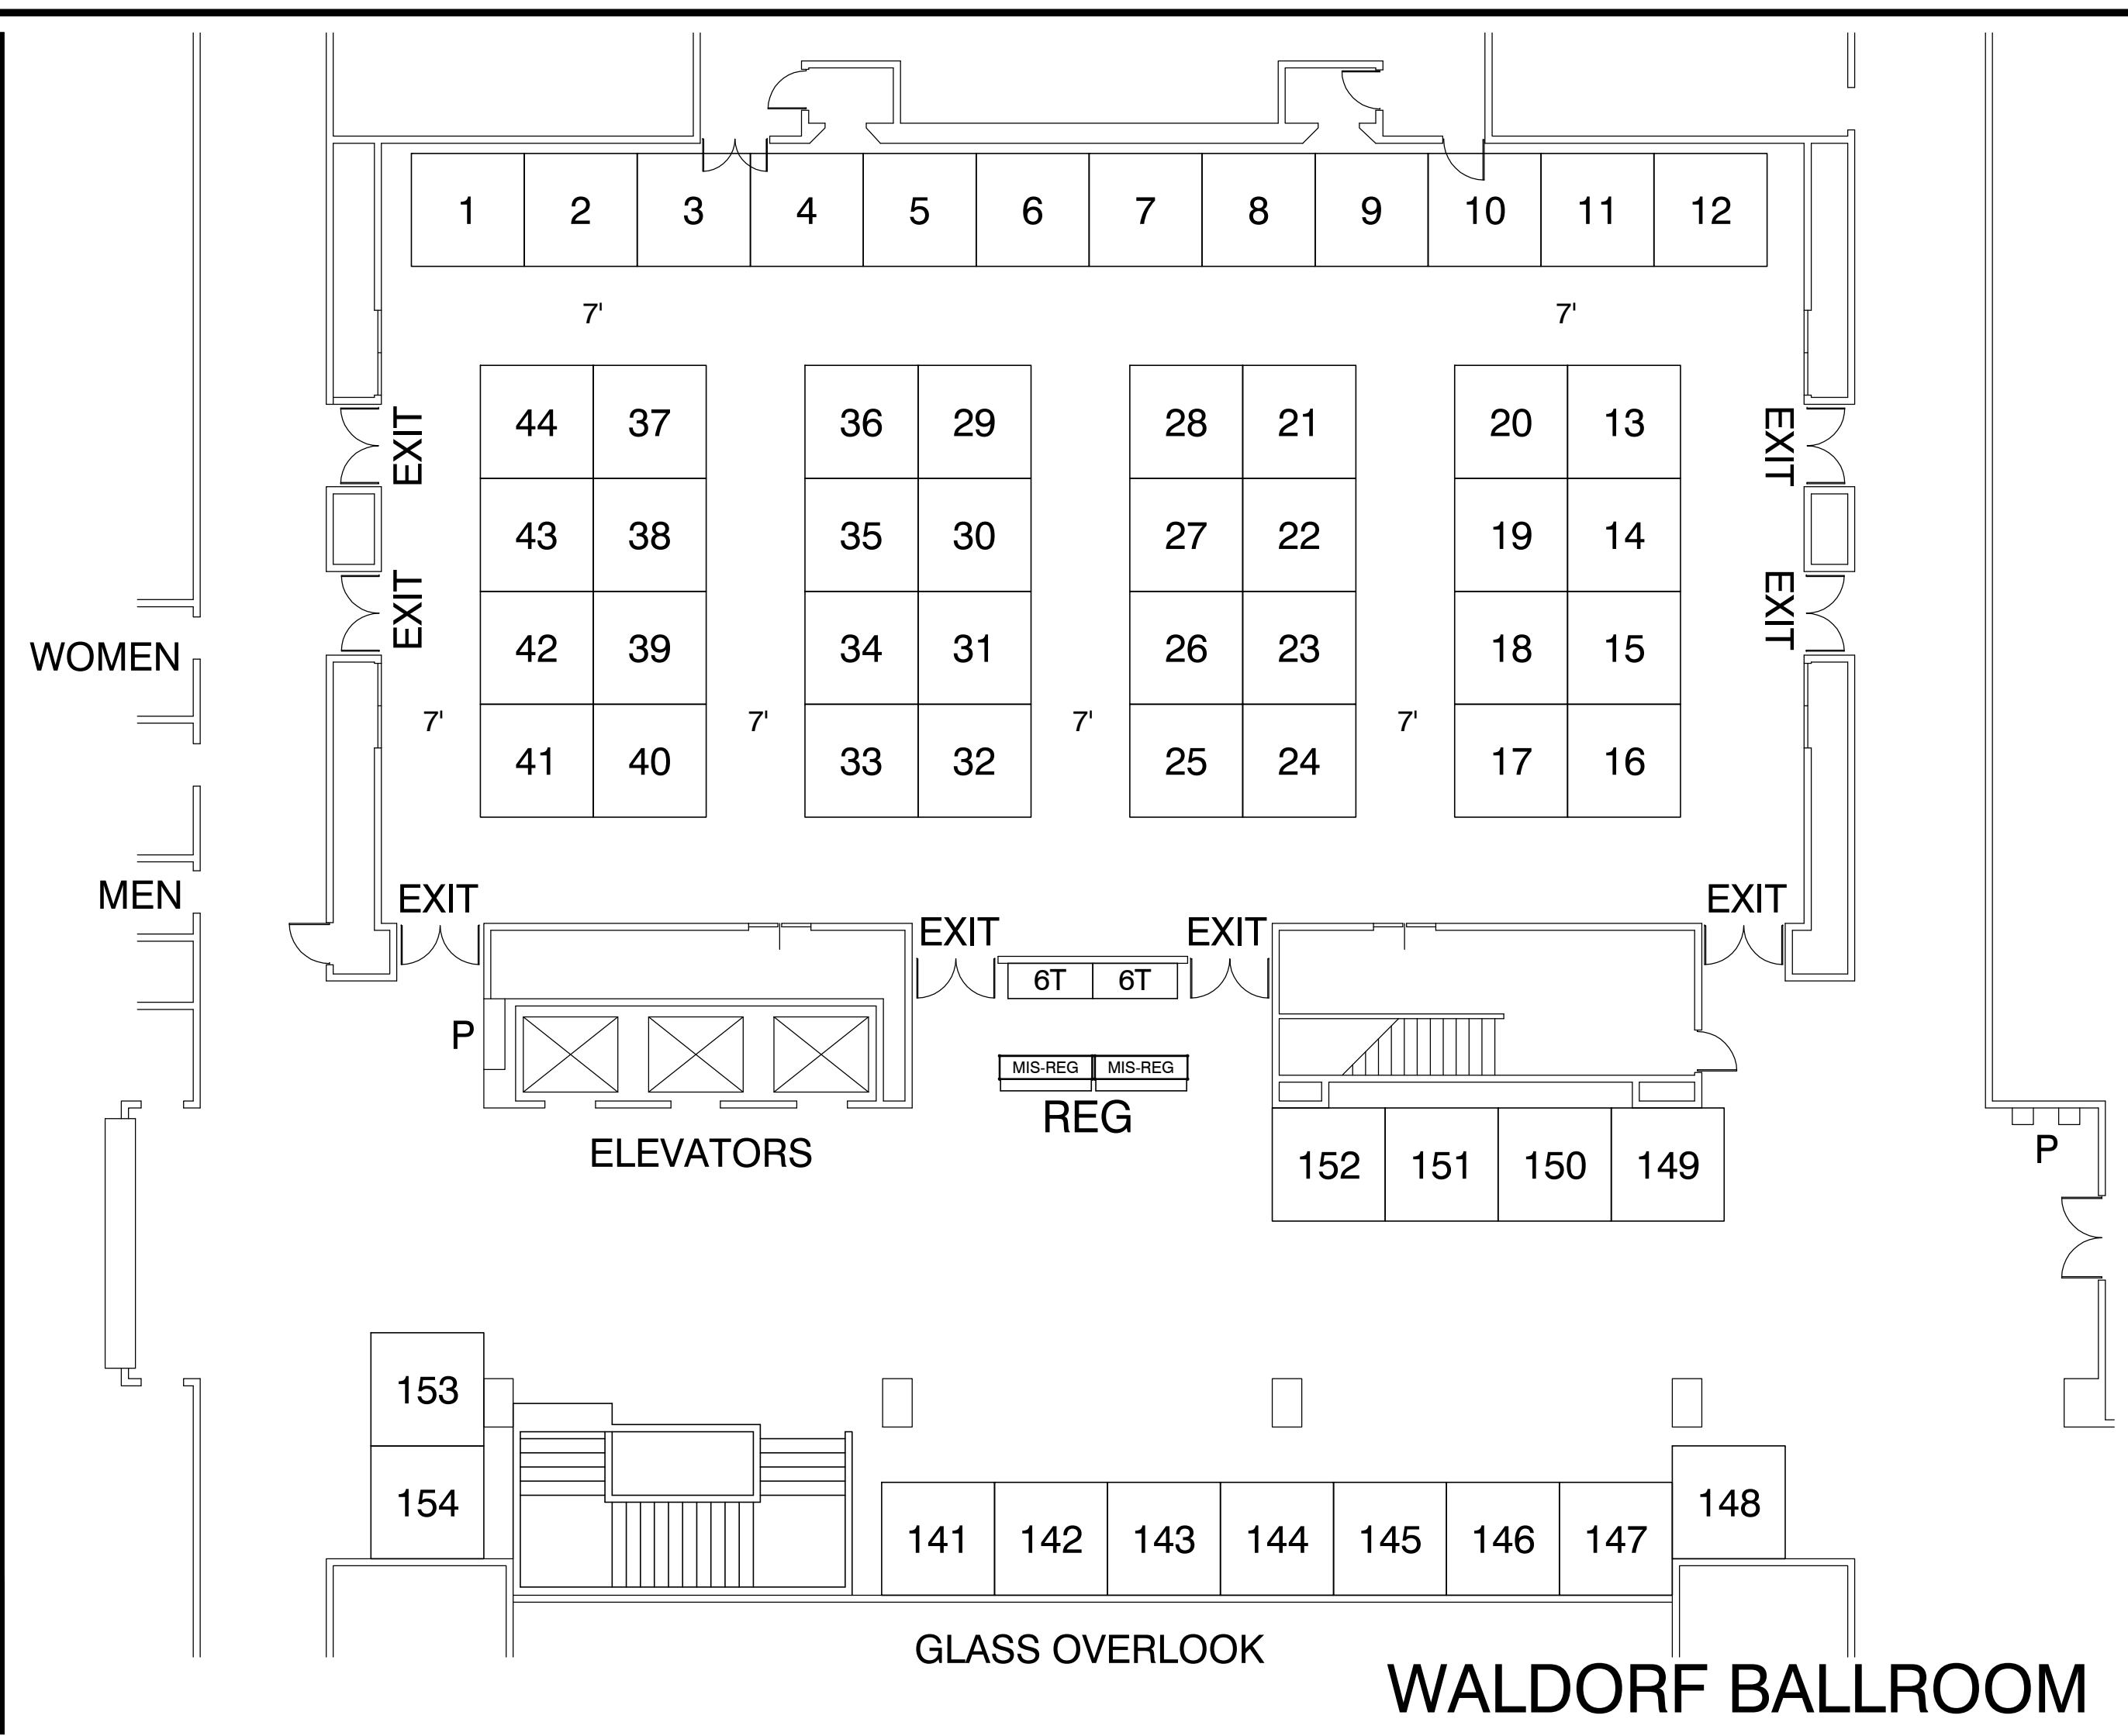 1 2 3 4 5 6 7 8 9 10 11 12
7' 7'
44 37 36 29 28 21 20 13
EXIT EXIT
43 38 35 30 27 22 19 14
EXIT EXIT
42 39 34 31 26 23 18 15
WOMEN
7' 7' 7' 7'
41 40 33 32 25 24 17 16
MEN
EXIT EXIT EXIT EXIT
6T 6T
P
MIS-REG MIS-REG
REG
ELEVATORS
P
152 151 150 149
153
154
148
141 142 143 144 145 146 147
GLASS OVERLOOK
WALDORF BALLROOM